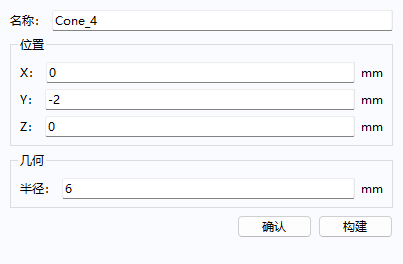 名称： Cone_4
位置
X： 0 mm
Y： -2 mm
Z： 0 mm
几何
半径： 6 mm
确认 构建